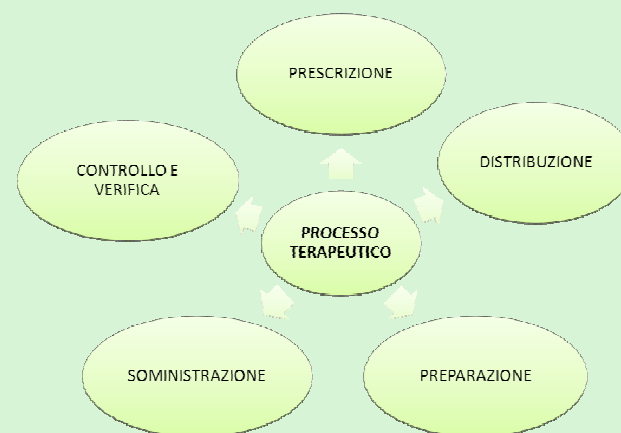 PRESCRIZIONE
DISTRIBUZIONE
CONTROLLO E
VERIFICA
PROCESSO
TERAPEUTICO
SOMINISTRAZIONE
PREPARAZIONE